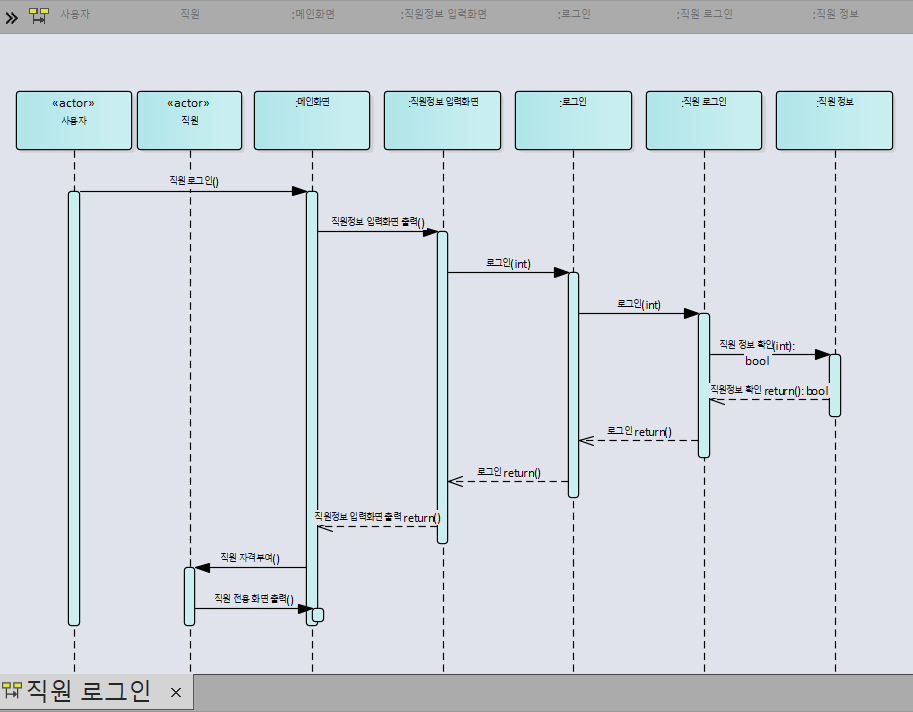 사용자
직원
:메인화면
:직원정보 입력화면
:로그인
:직원 로그인
:직원 정보
«actor»
사용자
«actor»
직원
:메인화면
:직원정보 입력화면
:로그인
:직원 로그인
:직원 정보
직원 로그인()
직원정보 입력화면 출력()
로그인(int)
로그인(int)
직원 정보 확인(int):
bool
직원정보 확인 return(): bool
로그인 return()
로그인 return()
직원정보 입력화면 출력 return()
직원 자격부여()
직원 전용 화면 출력()
직원 로그인